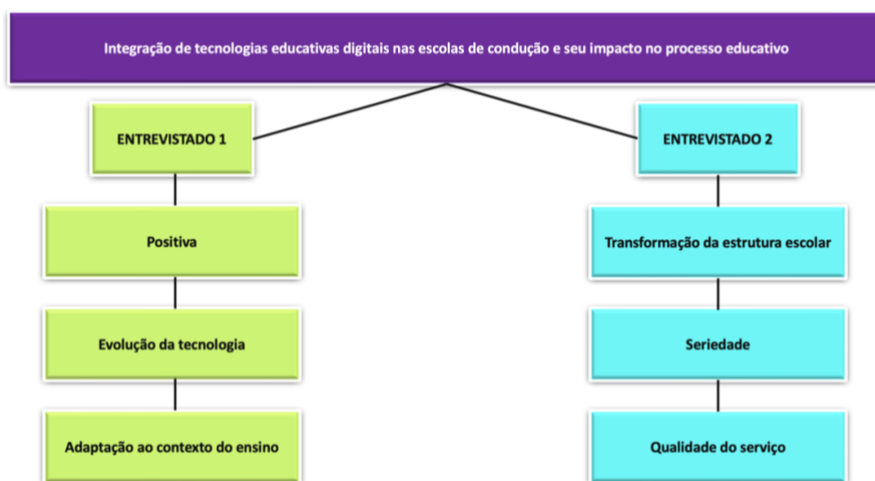 Integração de tecnologias educativas digitais nas escolas de condução e seu impacto no processo educativo
ENTREVISTADO 1
ENTREVISTADO 2
Positiva
Transformação da estrutura escolar
Evolução da tecnologia
Seriedade
Adaptação ao contexto do ensino
Qualidade do serviço